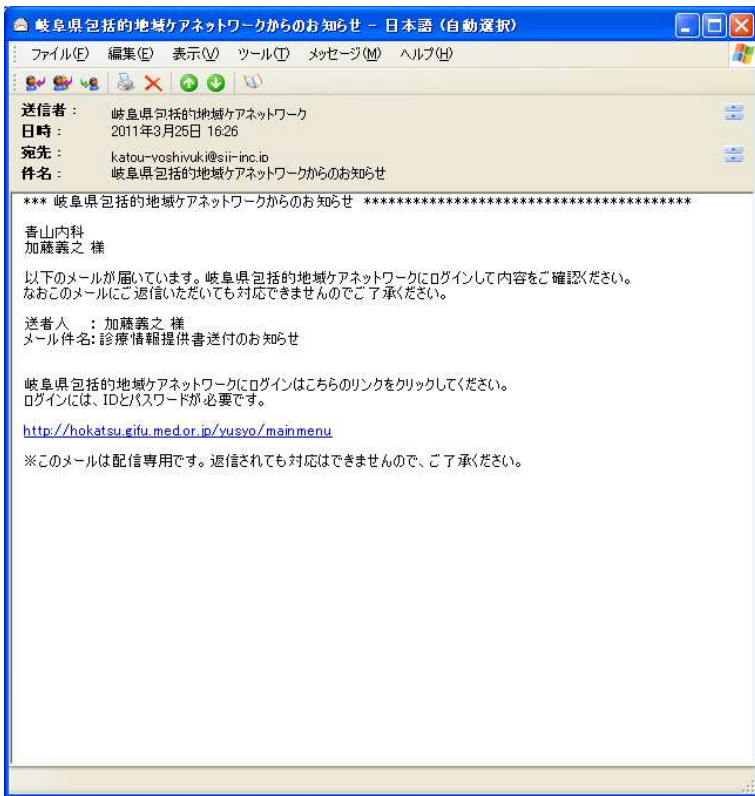 岐阜県包括的地域ケアネットワークからのお知らせ - 日本語 (自動選択)
ファイル(F) 編集(E) 表示(V) ツール(T) メッセージ(M) ヘルプ(H)
送信者: 岐阜県包括的地域ケアネットワーク
日時: 2011年3月25日 16:26
宛先: katou-yoshiyuki@sii-inc.jp
件名: 岐阜県包括的地域ケアネットワークからのお知らせ
*** 岐阜県包括的地域ケアネットワークからのお知らせ ****************************************
青山内科
加藤義之 様
以下のメールが届いています。岐阜県包括的地域ケアネットワークにログインして内容をご確認ください。
なおこのメールにご返信いただいても対応できませんのでご了承ください。
送者人 : 加藤義之 様
メール件名: 診療情報提供書送付のお知らせ
岐阜県包括的地域ケアネットワークにログインはこちらのリンクをクリックしてください。
ログインには、IDとパスワードが必要です。
http://hokatsu.gifu.med.or.jp/yusyo/mainmenu
※このメールは配信専用です。返信されても対応はできませんので、ご了承ください。